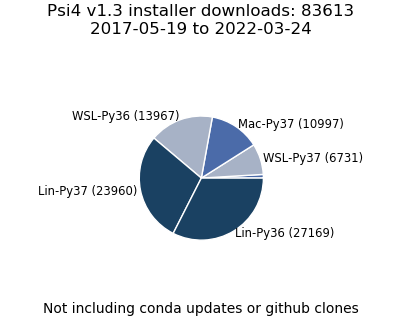 Psi4 v1.3 installer downloads: 83613
2017-05-19 to 2022-03-24
WSL-Py36 (13967)
Mac-Py37 (10997)
WSL-Py37 (6731)
Lin-Py37 (23960)
Lin-Py36 (27169)
Not including conda updates or github clones